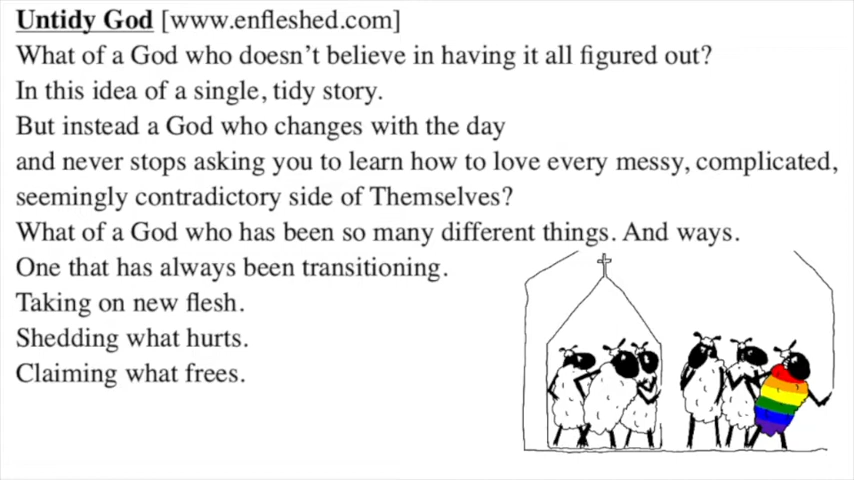 Untidy God [www.enfleshed.com]
What of a God who doesn’t believe in having it all figured out?
In this idea of a single, tidy story.
But instead a God who changes with the day
and never stops asking you to learn how to love every messy, complicated,
seemingly contradictory side of Themselves?
What of a God who has been so many different things. And ways.
One that has always been transitioning.
Taking on new flesh.
Shedding what hurts.
Claiming what frees.